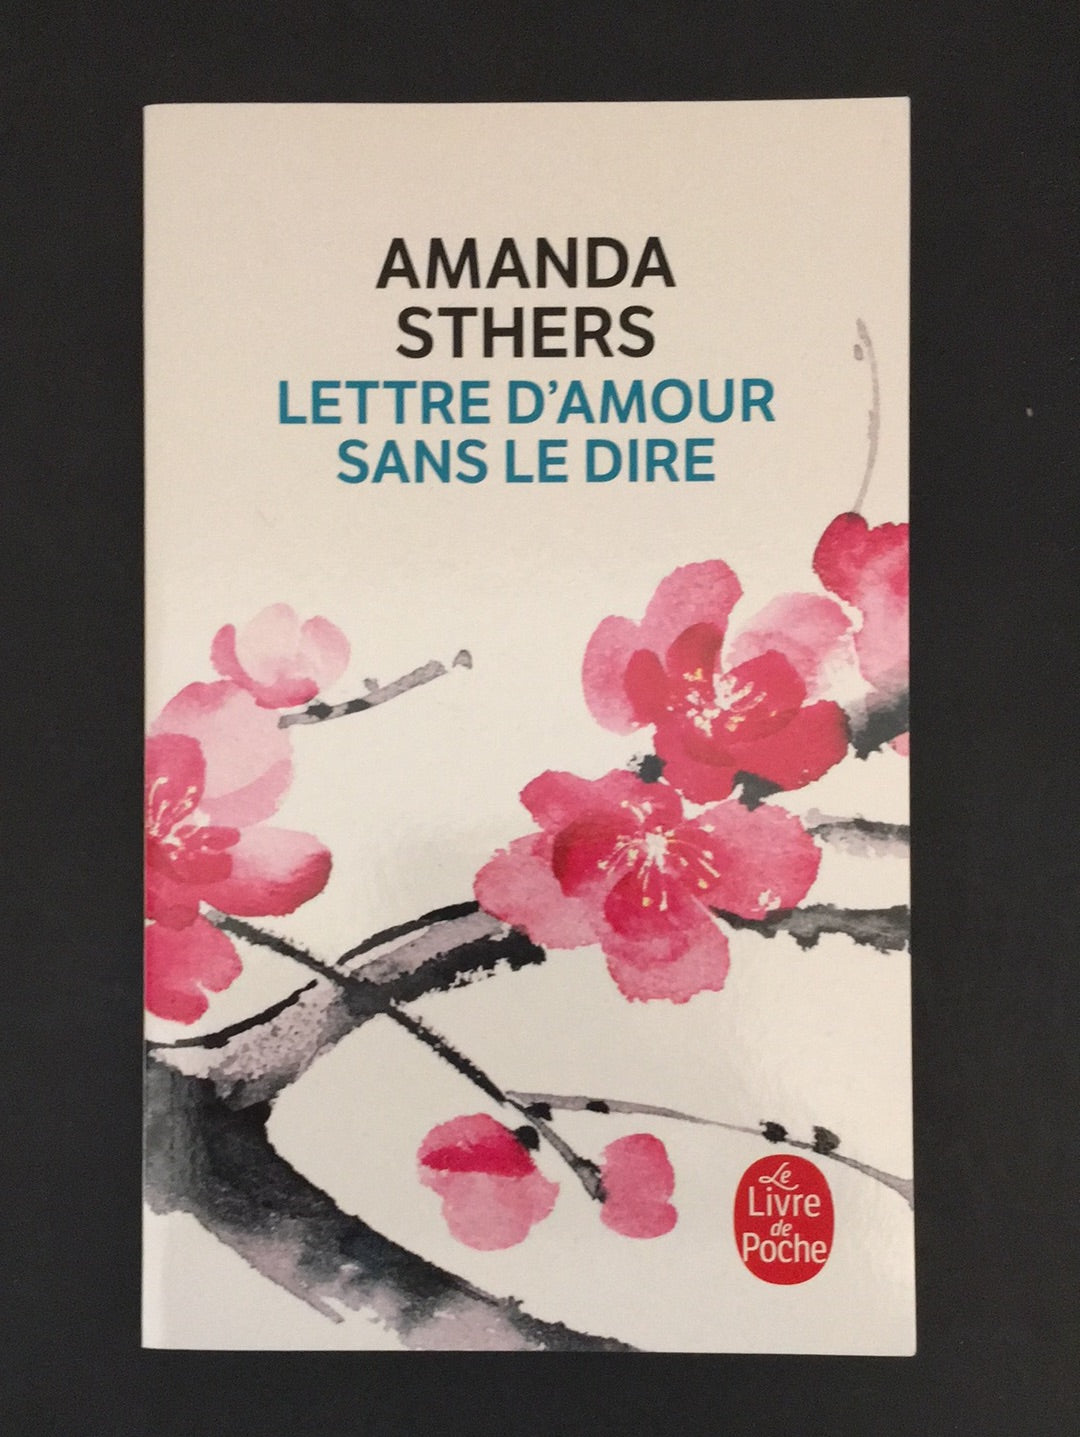 AMANDA
STHERS
LETTRE D'AMOUR
SANS LE DIRE
Le
Livre
de
Poche